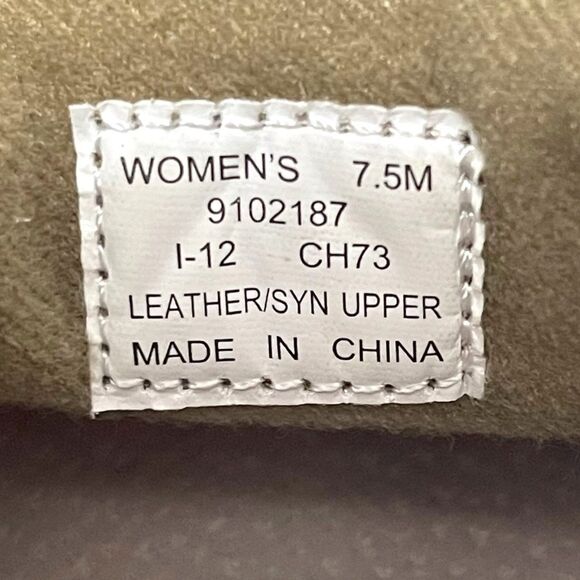 WOMEN'S 7.5M
9102187
I-12 CH73
LEATHER/SYN UPPER
MADE IN CHINA